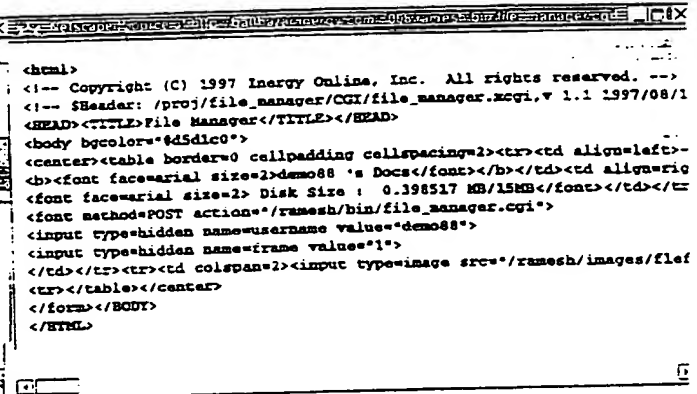 <html>
<!-- Copyright (C) 1997 Inergy Online, Inc. All rights reserved. -->
<!-- $Header: /proj/file_manager/CGI/file_manager.xcgi,v 1.1 1997/08/1
<HEAD><TITLE>File Manager</TITLE></HEAD>
<body bgcolor="#d5d1c0">
<center><table border=0 cellpadding cellspacing=2><tr><td align=left>-
<b><font face=arial size=2>demo88 's Docs</font></b></td><td align=rig
<font face=arial size=2> Disk Size : 0.398517 MB/15MB</font></td></tr
<font method=POST action="/ramesh/bin/file_manager.cgi">
<input type=hidden name=username value="demo88">
<input type=hidden name=frame value="1">
</td></tr><tr><td colspan=2><input type=image src="/ramesh/images/flef
<tr></table></center>
</form></BODY>
</HTML>